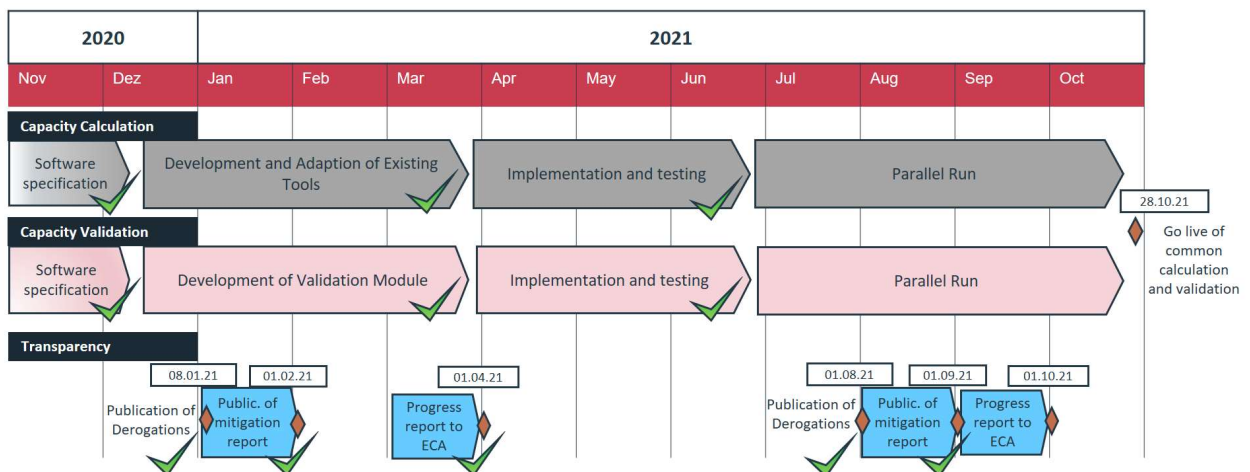 2020
2021
Nov
Dez
Jan
Feb
Mar
Apr
May
Jun
Jul
Aug
Sep
Oct
Capacity Calculation
Software
specification
Development and Adaption of Existing
Tools
Implementation and testing
Parallel Run
28.10.21
Go live of
common
calculation
and validation
Capacity Validation
Software
specification
Development of Validation Module
Implementation and testing
Parallel Run
Transparency
08.01.21
01.02.21
01.04.21
01.08.21
01.09.21
01.10.21
Publication of
Derogations
Public. of
mitigation
report
Progress
report to
ECA
Publication of
Derogations
Public. of
mitigation
report
Progress
report to
ECA